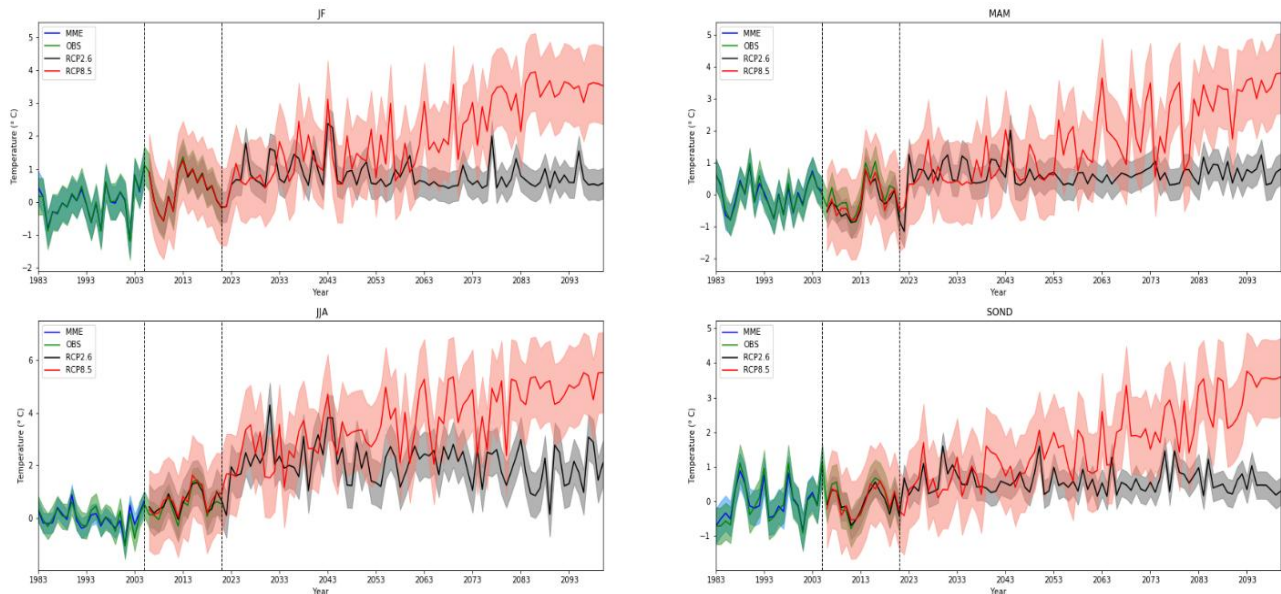 JF
Temperature (° C)
5
4
3
2
1
0
−1
−2
MME
OBS
RCP2.6
RCP8.5
1983 1993 2003 2013 2023 2033 2043 2053 2063 2073 2083 2093
Year
MAM
Temperature (° C)
5
4
3
2
1
0
−1
−2
MME
OBS
RCP2.6
RCP8.5
1983 1993 2003 2013 2023 2033 2043 2053 2063 2073 2083 2093
Year
JJA
Temperature (° C)
6
4
2
0
MME
OBS
RCP2.6
RCP8.5
1983 1993 2003 2013 2023 2033 2043 2053 2063 2073 2083 2093
Year
SOND
Temperature (° C)
5
4
3
2
1
0
−1
MME
OBS
RCP2.6
RCP8.5
1983 1993 2003 2013 2023 2033 2043 2053 2063 2073 2083 2093
Year